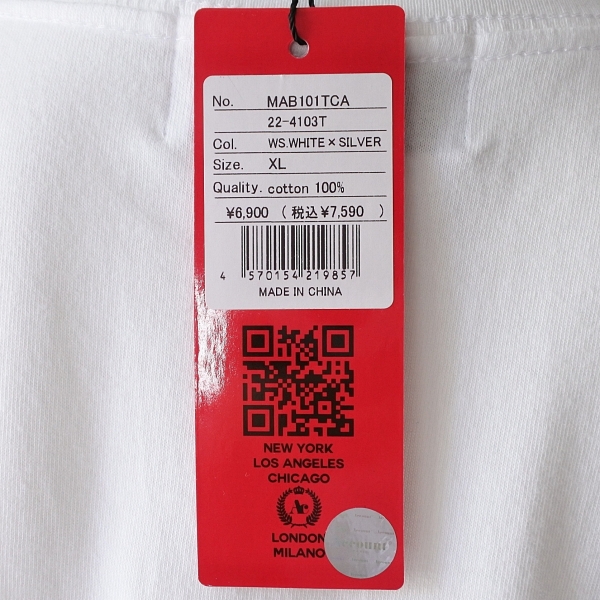 No. MAB101TCA
22-4103T
Col. WS.WHITE×SILVER
Size. XL
Quality. cotton 100%
¥6,900 (税込¥7,590 )
4 570154 219857
MADE IN CHINA
NEW YORK
LOS ANGELES
CHICAGO
LONDON
MILANO